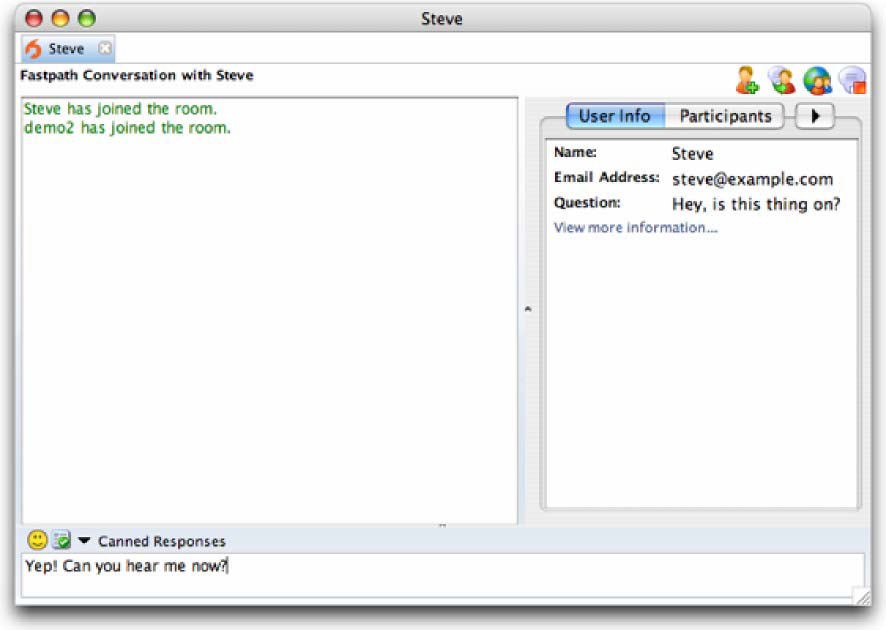 Steve
Steve
Fastpath Conversation with Steve
Steve has joined the room.
demo2 has joined the room.
User Info
Participants
Name: Steve
Email Address: steve@example.com
Question: Hey, is this thing on?
View more information...
Canned Responses
Yep! Can you hear me now?